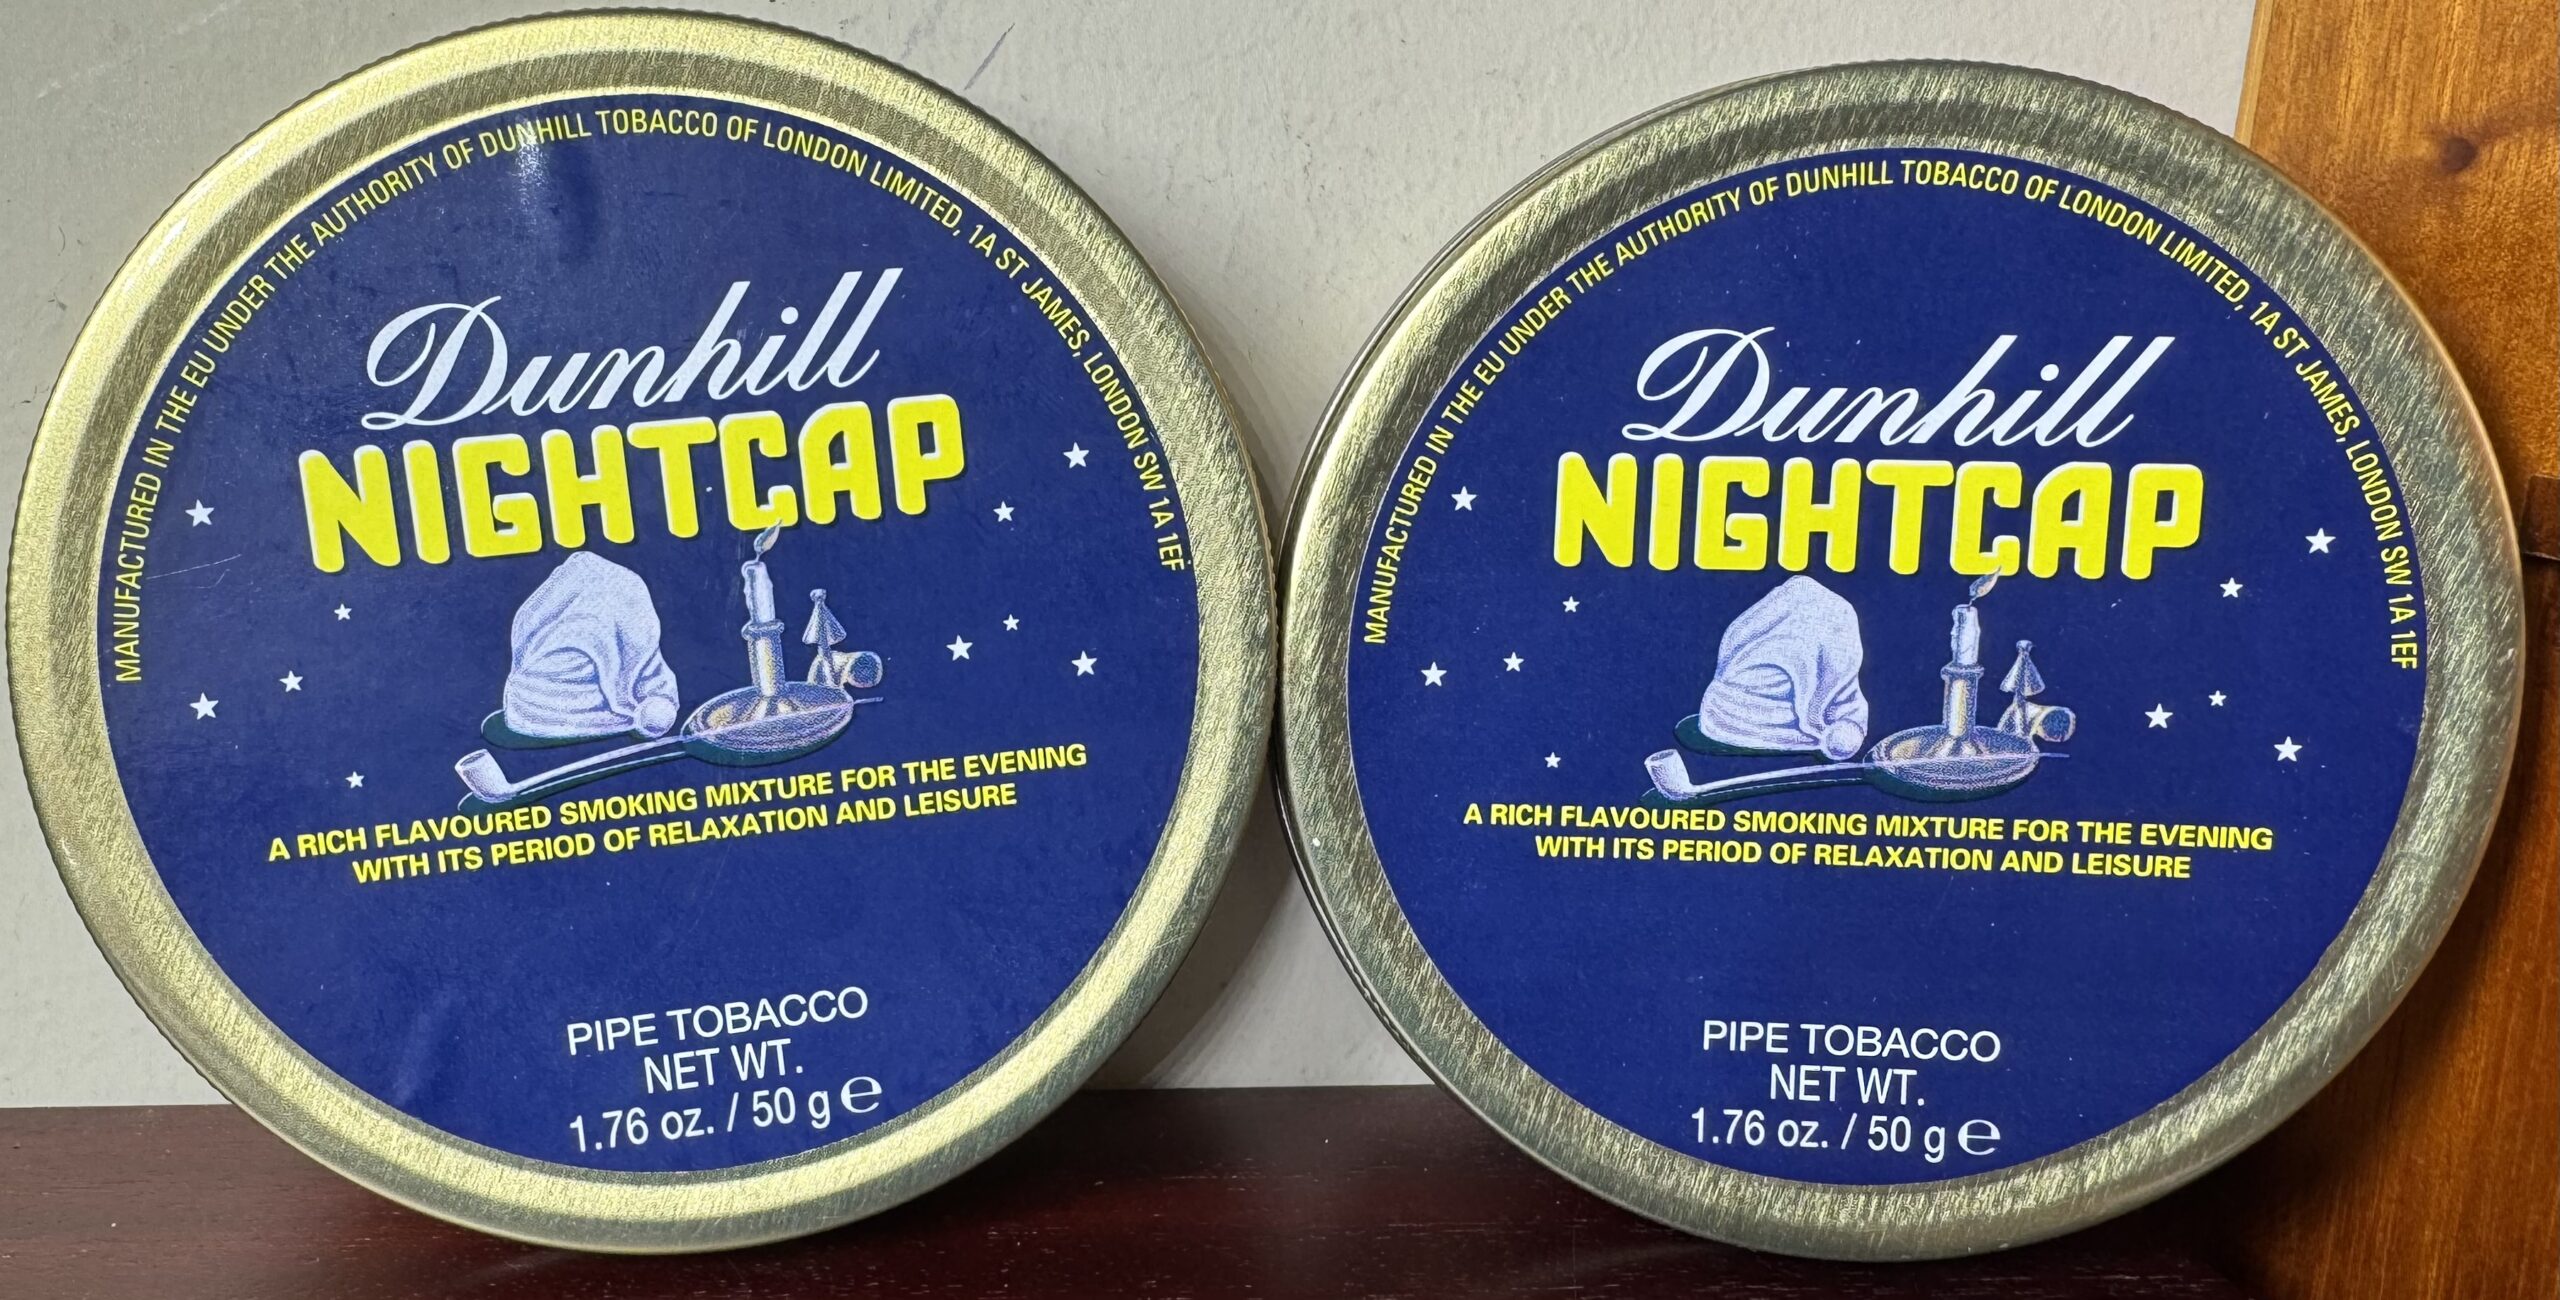 MANUFACTURED IN THE EU UNDER THE AUTHORITY OF DUNHILL TOBACCO OF LONDON LIMITED, 1A ST JAMES, LONDON SW1A 1EF
Dunhill
NIGHTCAP
A RICH FLAVOURED SMOKING MIXTURE FOR THE EVENING
WITH ITS PERIOD OF RELAXATION AND LEISURE
PIPE TOBACCO
NET WT.
1.76 oz. / 50 g ℮
MANUFACTURED IN THE EU UNDER THE AUTHORITY OF DUNHILL TOBACCO OF LONDON LIMITED, 1A ST JAMES, LONDON SW1A 1EF
Dunhill
NIGHTCAP
A RICH FLAVOURED SMOKING MIXTURE FOR THE EVENING
WITH ITS PERIOD OF RELAXATION AND LEISURE
PIPE TOBACCO
NET WT.
1.76 oz. / 50 g ℮